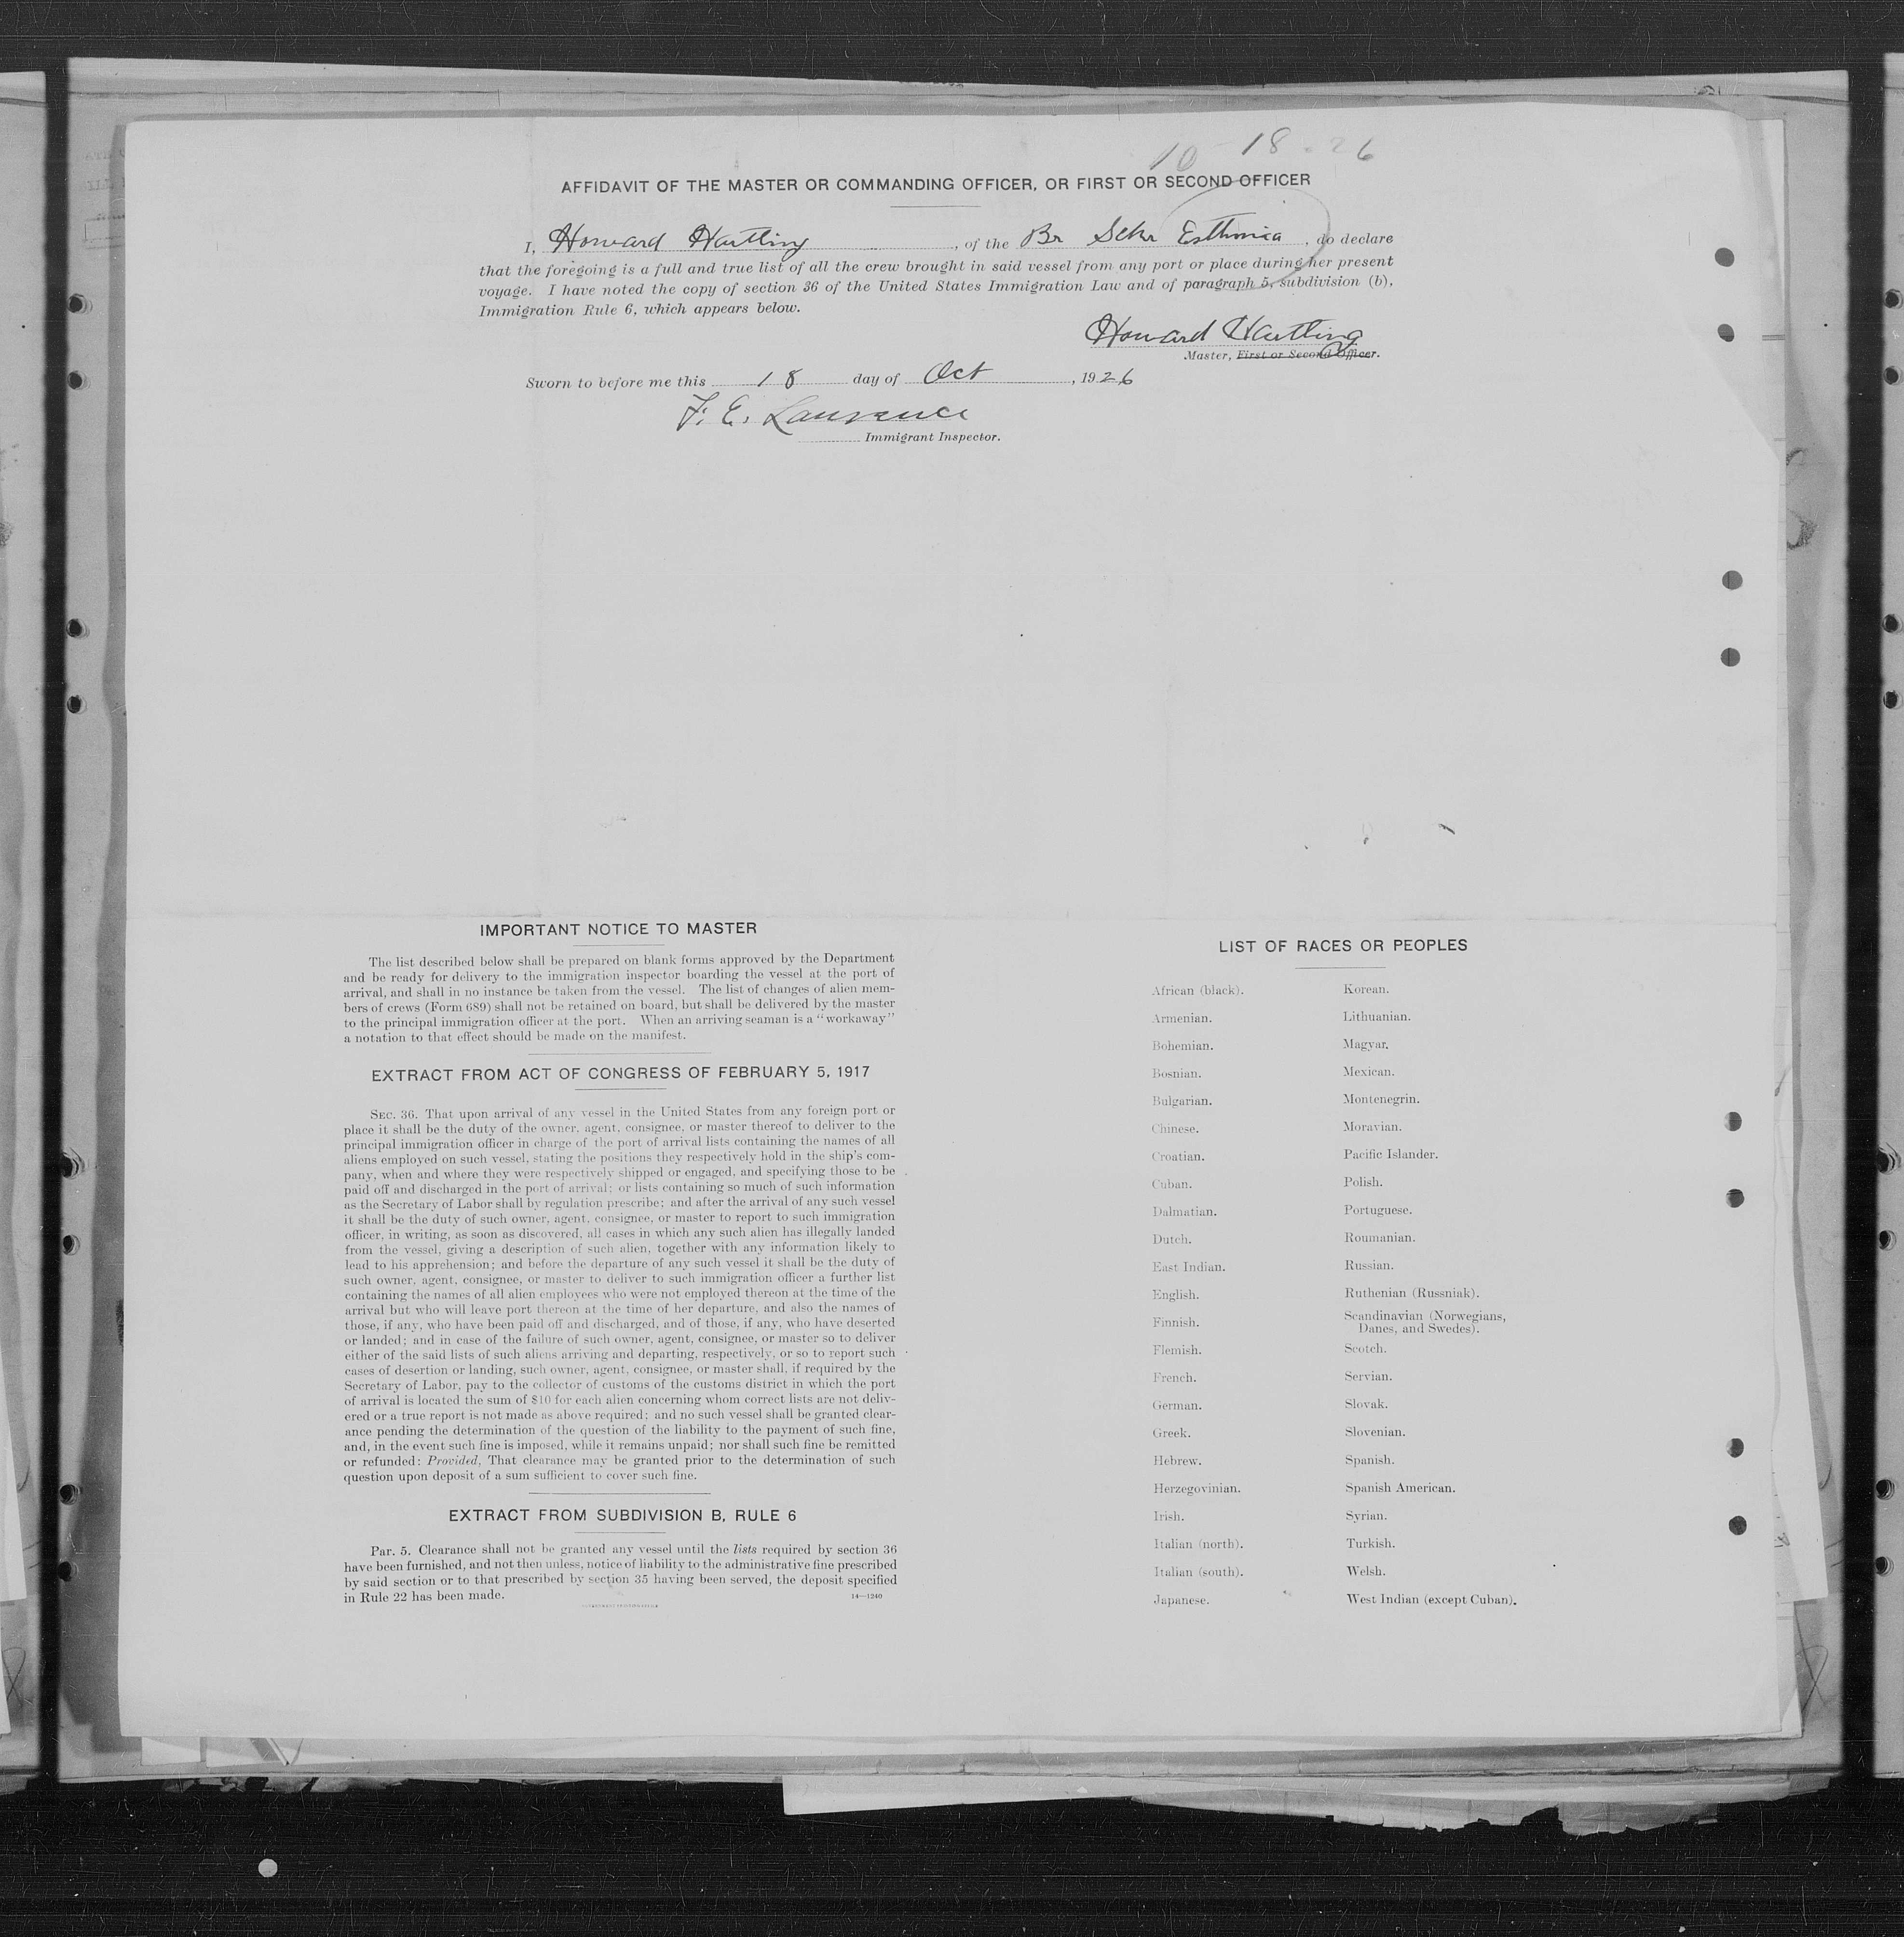 10-18-26
AFFIDAVIT OF THE MASTER OR COMMANDING OFFICER, OR FIRST OR SECOND OFFICER
I, Howard Hartling, of the Br Schr Esthonia, do declare
that the foregoing is a full and true list of all the crew brought in said vessel from any port or place during her present
voyage. I have noted the copy of section 36 of the United States Immigration Law and of paragraph 5, subdivision (b),
Immigration Rule 6, which appears below.
Howard Hartling
Master, First or Second Officer.
Sworn to before me this 18 day of Oct, 1926
F. E. Lawrence
Immigrant Inspector.
IMPORTANT NOTICE TO MASTER
The list described below shall be prepared on blank forms approved by the Department
and be ready for delivery to the immigration inspector boarding the vessel at the port of
arrival, and shall in no instance be taken from the vessel. The list of changes of alien mem-
bers of crews (Form 689) shall not be retained on board, but shall be delivered by the master
to the principal immigration officer at the port. When an arriving seaman is a "workaway"
a notation to that effect should be made on the manifest.
EXTRACT FROM ACT OF CONGRESS OF FEBRUARY 5, 1917
SEC. 36. That upon arrival of any vessel in the United States from any foreign port or
place it shall be the duty of the owner, agent, consignee, or master thereof to deliver to the
principal immigration officer in charge of the port of arrival lists containing the names of all
aliens employed on such vessel, stating the positions they respectively hold in the ship's com-
pany, when and where they were respectively shipped or engaged, and specifying those to be
paid off and discharged in the port of arrival; or lists containing so much of such information
as the Secretary of Labor shall by regulation prescribe; and after the arrival of any such vessel
it shall be the duty of such owner, agent, consignee, or master to report to such immigration
officer, in writing, as soon as discovered, all cases in which any such alien has illegally landed
from the vessel, giving a description of such alien, together with any information likely to
lead to his apprehension; and before the departure of any such vessel it shall be the duty of
such owner, agent, consignee, or master to deliver to such immigration officer a further list
containing the names of all alien employees who were not employed thereon at the time of the
arrival but who will leave port thereon at the time of her departure, and also the names of
those, if any, who have been paid off and discharged, and of those, if any, who have deserted
or landed; and in case of the failure of such owner, agent, consignee, or master so to deliver
either of the said lists of such aliens arriving and departing, respectively, or so to report such
cases of desertion or landing, such owner, agent, consignee, or master shall, if required by the
Secretary of Labor, pay to the collector of customs of the customs district in which the port
of arrival is located the sum of $10 for each alien concerning whom correct lists are not deliv-
ered or a true report is not made as above required; and no such vessel shall be granted clear-
ance pending the determination of the question of the liability to the payment of such fine,
and, in the event such fine is imposed, while it remains unpaid; nor shall such fine be remitted
or refunded: Provided, That clearance may be granted prior to the determination of such
question upon deposit of a sum sufficient to cover such fine.
EXTRACT FROM SUBDIVISION B, RULE 6
Par. 5. Clearance shall not be granted any vessel until the lists required by section 36
have been furnished, and not then unless, notice of liability to the administrative fine prescribed
by said section or to that prescribed by section 35 having been served, the deposit specified
in Rule 22 has been made. 14—1240
LIST OF RACES OR PEOPLES
African (black). Korean.
Armenian. Lithuanian.
Bohemian. Magyar.
Bosnian. Mexican.
Bulgarian. Montenegrin.
Chinese. Moravian.
Croatian. Pacific Islander.
Cuban. Polish.
Dalmatian. Portuguese.
Dutch. Roumanian.
East Indian. Russian.
English. Ruthenian (Russniak).
Finnish. Scandinavian (Norwegians,
Danes, and Swedes).
Flemish. Scotch.
French. Servian.
German. Slovak.
Greek. Slovenian.
Hebrew. Spanish.
Herzegovinian. Spanish American.
Irish. Syrian.
Italian (north). Turkish.
Italian (south). Welsh.
Japanese. West Indian (except Cuban).